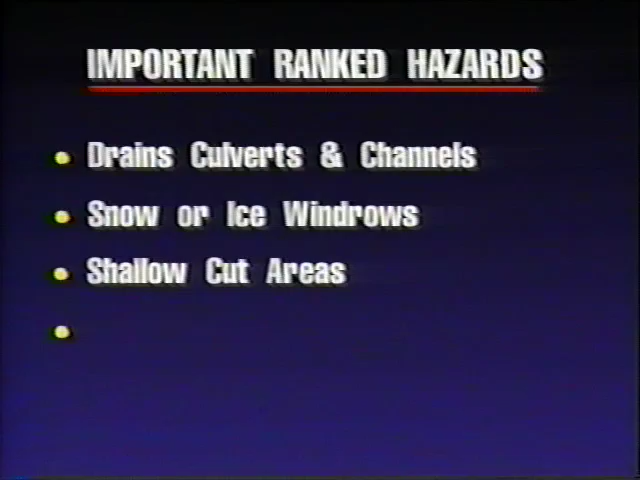 IMPORTANT RANKED HAZARDS
• Drains Culverts & Channels
• Snow or Ice Windrows
• Shallow Cut Areas
•